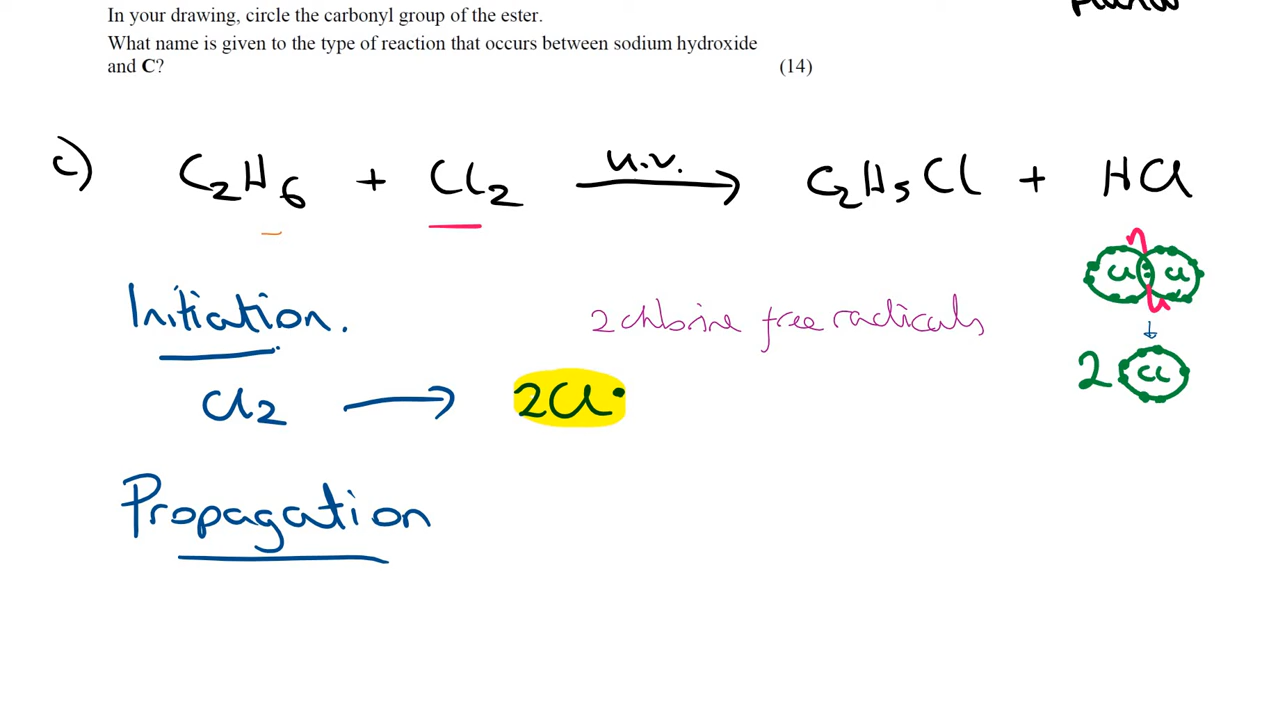 In your drawing, circle the carbonyl group of the ester.
What name is given to the type of reaction that occurs between sodium hydroxide
and C?
(14)
c) C2H6 + Cl2 u.v. → C2H5Cl + HCl
Cl Cl
Initiation.
2 chlorine free radicals
↓
2 Cl
Cl2 → 2Cl•
Propagation